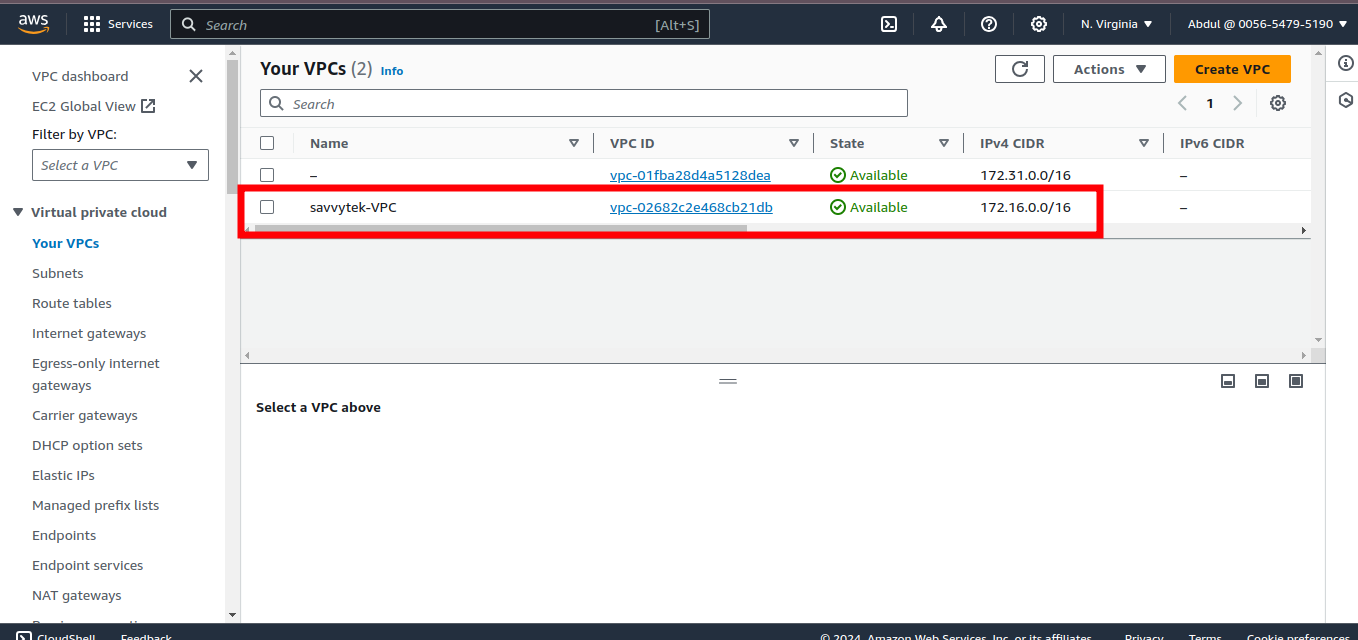 aws Services Search [Alt+S] N. Virginia Abdul @ 0056-5479-5190
VPC dashboard
EC2 Global View
Filter by VPC:
Select a VPC
Virtual private cloud
Your VPCs
Subnets
Route tables
Internet gateways
Egress-only internet
gateways
Carrier gateways
DHCP option sets
Elastic IPs
Managed prefix lists
Endpoints
Endpoint services
NAT gateways
Your VPCs (2) Info Actions Create VPC
Search 1
Name VPC ID State IPv4 CIDR IPv6 CIDR
– vpc-01fba28d4a5128dea Available 172.31.0.0/16 –
savvytek-VPC vpc-02682c2e468cb21db Available 172.16.0.0/16 –
Select a VPC above
CloudShell Feedback © 2024, Amazon Web Services, Inc. or its affiliates. Privacy Terms Cookie preferences